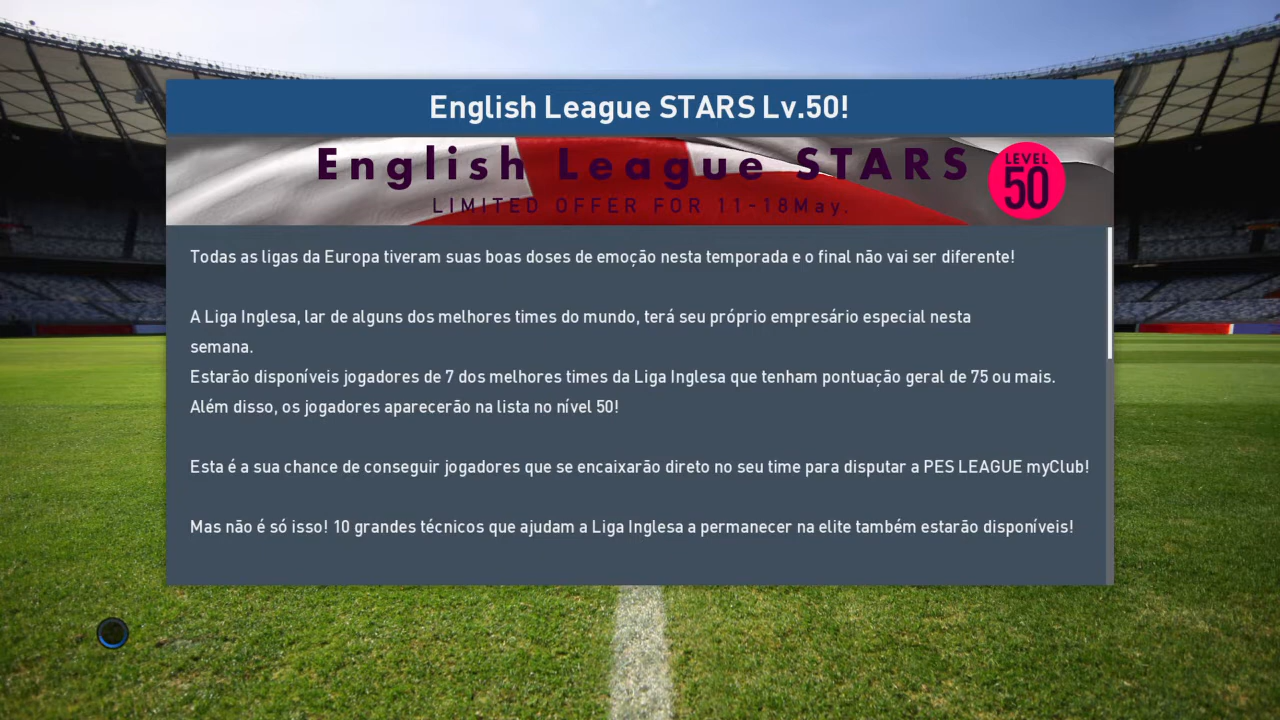 English League STARS Lv.50!
English League STARS
LEVEL
50
LIMITED OFFER FOR 11-18May.
Todas as ligas da Europa tiveram suas boas doses de emoção nesta temporada e o final não vai ser diferente!
A Liga Inglesa, lar de alguns dos melhores times do mundo, terá seu próprio empresário especial nesta
semana.
Estarão disponíveis jogadores de 7 dos melhores times da Liga Inglesa que tenham pontuação geral de 75 ou mais.
Além disso, os jogadores aparecerão na lista no nível 50!
Esta é a sua chance de conseguir jogadores que se encaixarão direto no seu time para disputar a PES LEAGUE myClub!
Mas não é só isso! 10 grandes técnicos que ajudam a Liga Inglesa a permanecer na elite também estarão disponíveis!